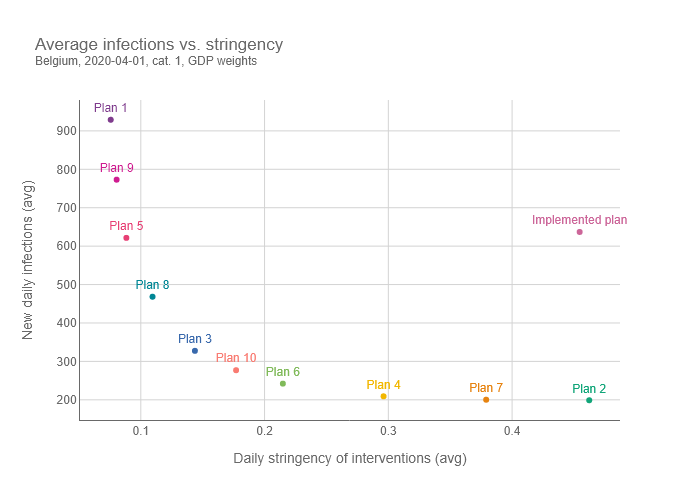 Average infections vs. stringency
Belgium, 2020-04-01, cat. 1, GDP weights
Plan 1
900
Plan 9
800
700
Implemented plan
Plan 5
600
500
Plan 8
400
Plan 3
Plan 10
300
Plan 6
Plan 4
Plan 7
Plan 2
200
0.1
0.2
0.3
0.4
New daily infections (avg)
Daily stringency of interventions (avg)